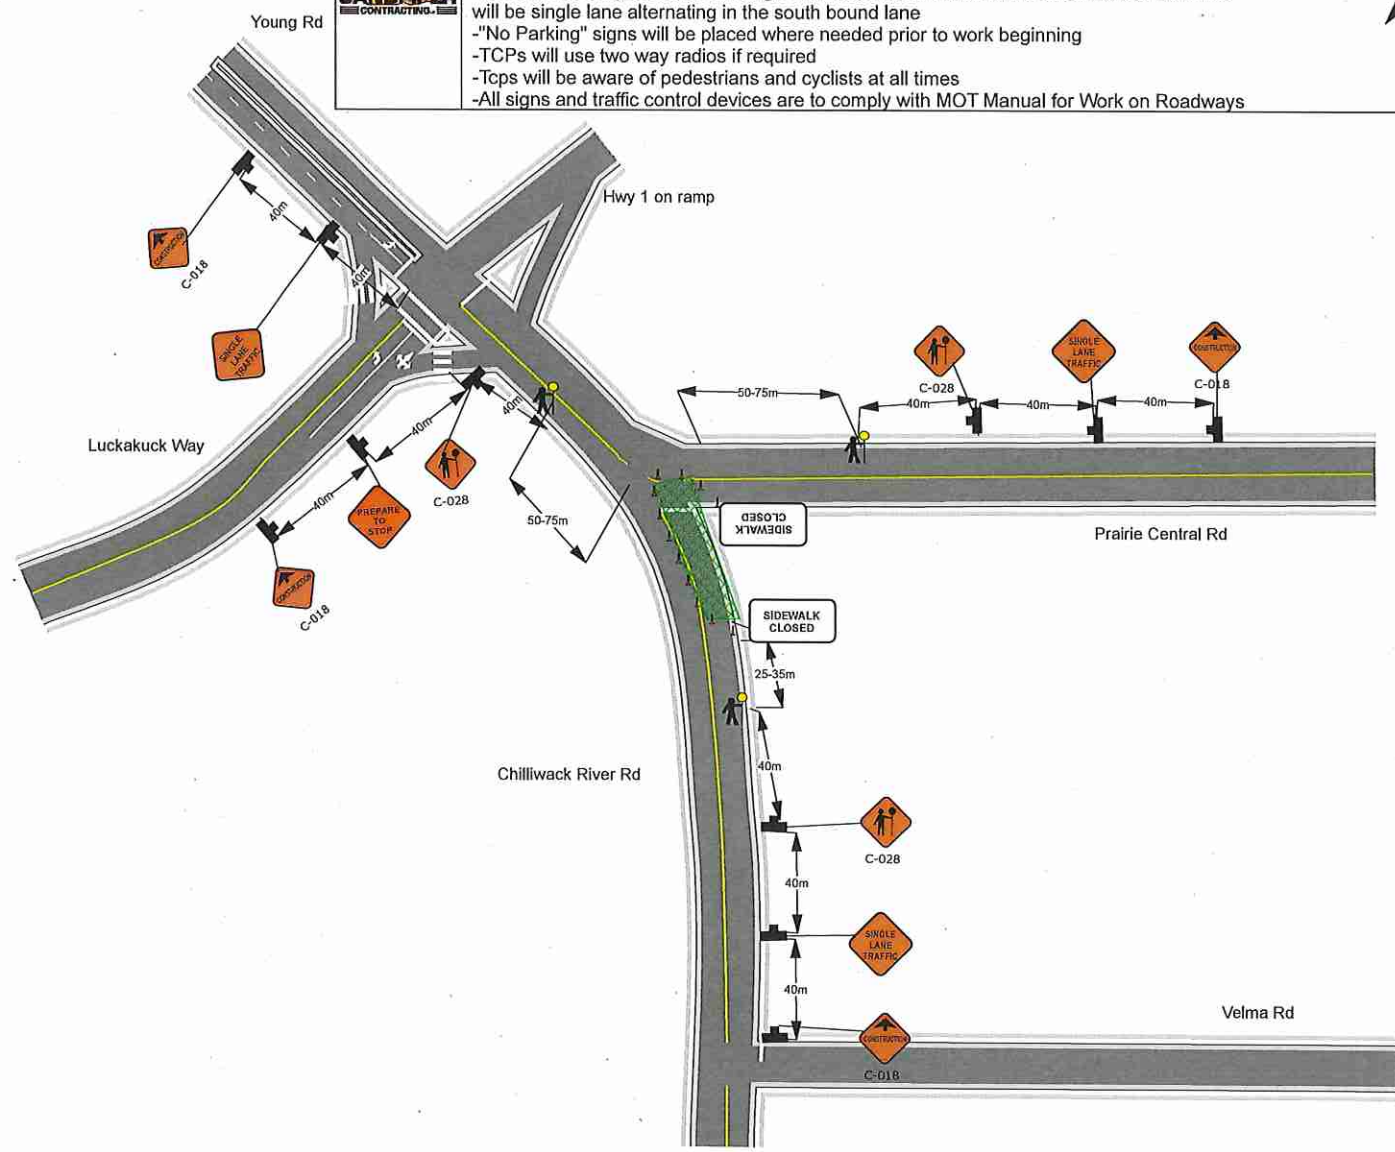 Young Rd
CONTRACTING
will be single lane alternating in the south bound lane
-"No Parking" signs will be placed where needed prior to work beginning
-TCPs will use two way radios if required
-Tcps will be aware of pedestrians and cyclists at all times
-All signs and traffic control devices are to comply with MOT Manual for Work on Roadways
Hwy 1 on ramp
40m
CONSTRUCTION
C-018
40m
SINGLE
LANE
TRAFFIC
Luckakuck Way
40m
40m
C-028
40m
PREPARE
TO
STOP
CONSTRUCTION
C-018
50-75m
50-75m
40m
C-028
40m
SINGLE
LANE
TRAFFIC
40m
CONSTRUCTION
C-018
SIDEWALK
CLOSED
Prairie Central Rd
SIDEWALK
CLOSED
25-35m
40m
Chilliwack River Rd
C-028
40m
SINGLE
LANE
TRAFFIC
40m
CONSTRUCTION
C-018
Velma Rd